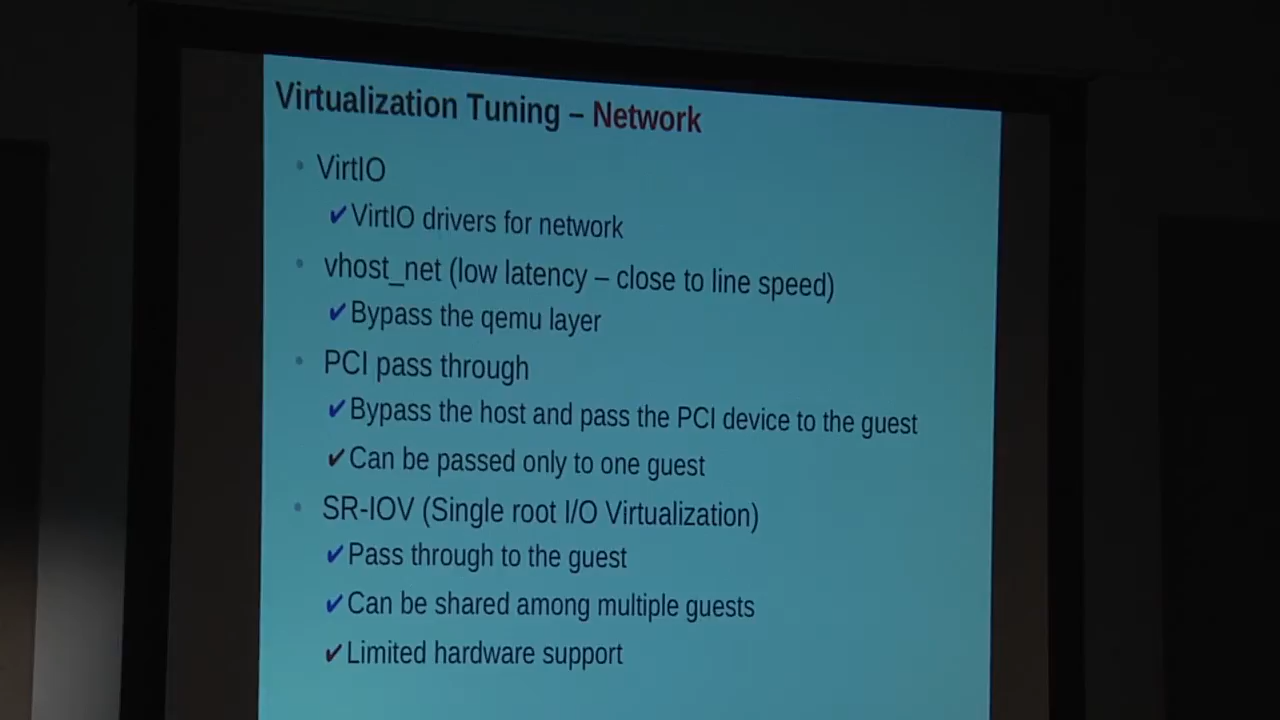 Virtualization Tuning – Network
• VirtIO
✔VirtIO drivers for network
• vhost_net (low latency – close to line speed)
✔Bypass the qemu layer
• PCI pass through
✔Bypass the host and pass the PCI device to the guest
✔Can be passed only to one guest
• SR-IOV (Single root I/O Virtualization)
✔Pass through to the guest
✔Can be shared among multiple guests
✔Limited hardware support